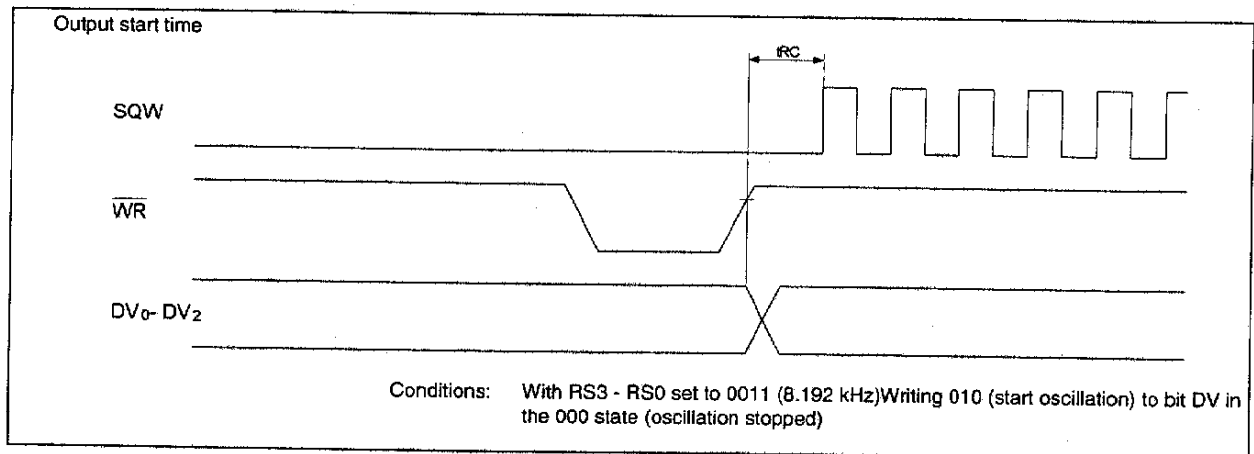 Output start time
tRC
SQW
WR
DV0- DV2
Conditions: With RS3 - RS0 set to 0011 (8.192 kHz)Writing 010 (start oscillation) to bit DV in
the 000 state (oscillation stopped)